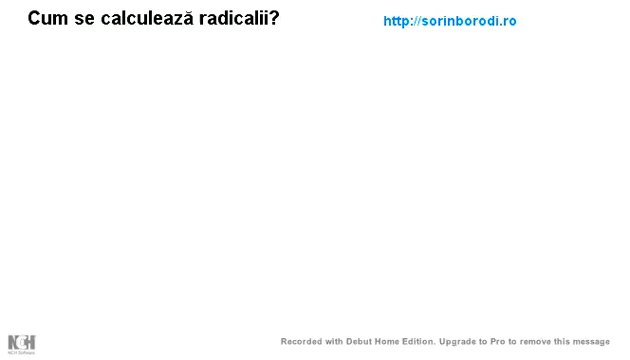 Cum se calculează radicalii?
http://sorinborodi.ro
NCH
NCH Software
Recorded with Debut Home Edition. Upgrade to Pro to remove this message